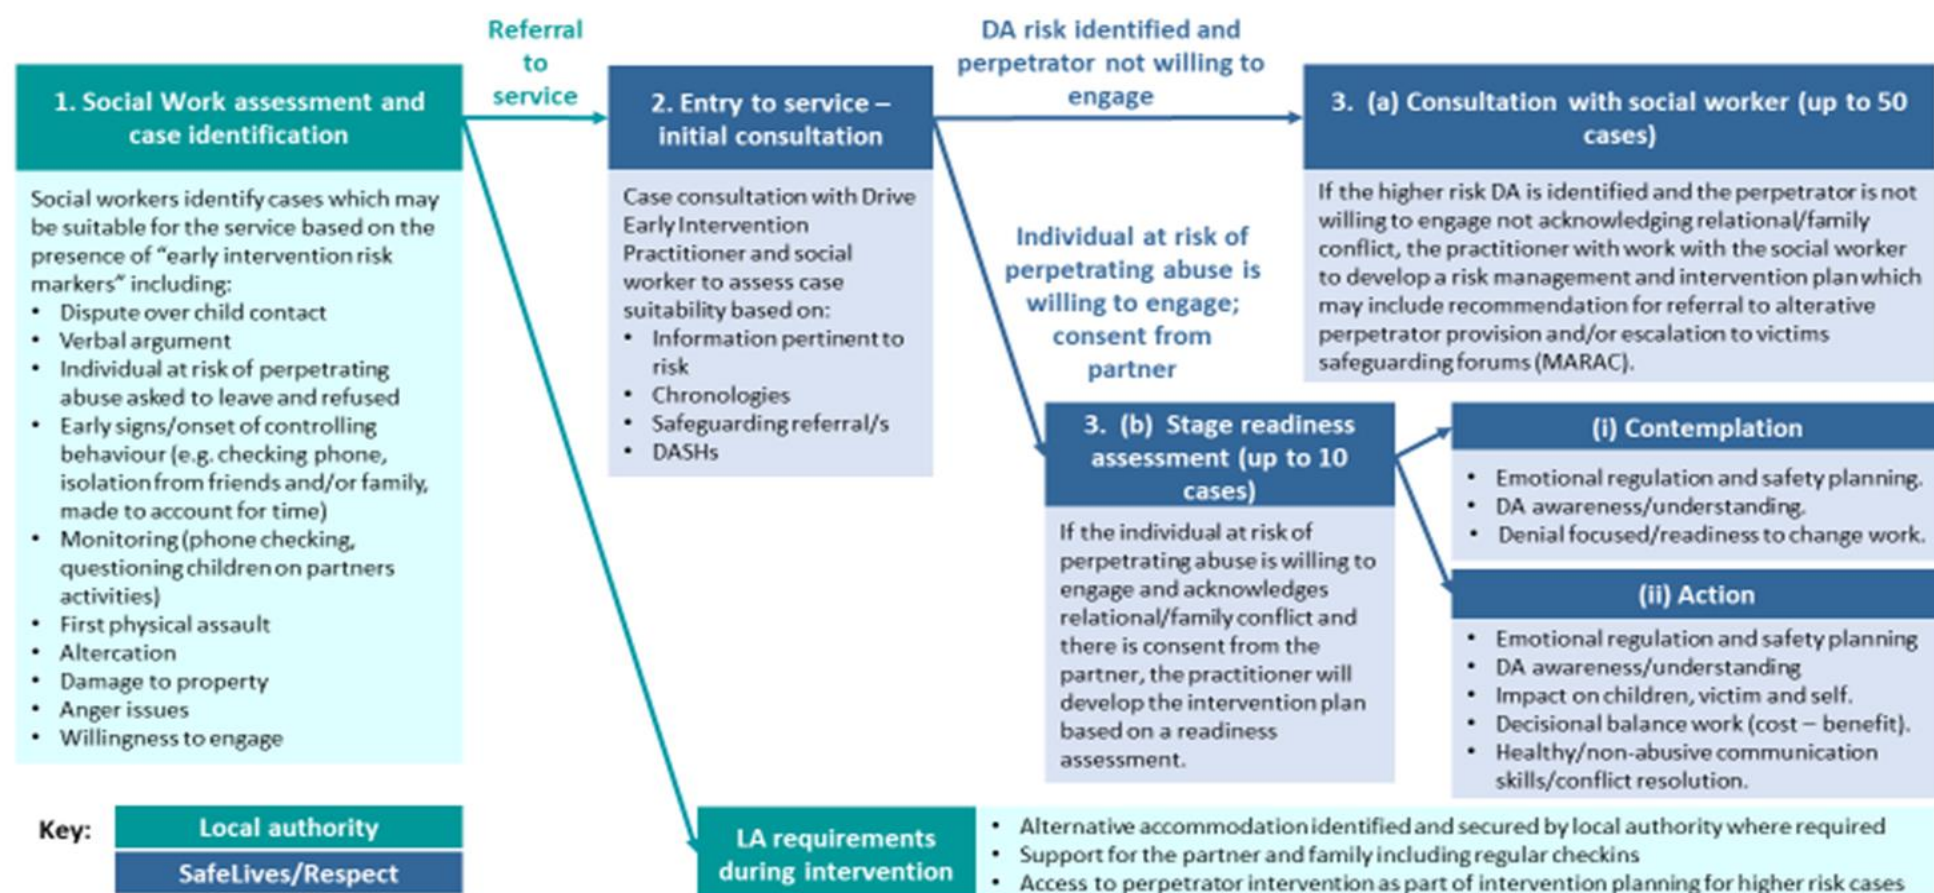 Referral
to
service
DA risk identified and
perpetrator not willing to
engage
1. Social Work assessment and
case identification
2. Entry to service –
initial consultation
3. (a) Consultation with social worker (up to 50
cases)
Social workers identify cases which may
be suitable for the service based on the
presence of “early intervention risk
markers” including:
• Dispute over child contact
• Verbal argument
• Individual at risk of perpetrating
abuse asked to leave and refused
• Early signs/onset of controlling
behaviour (e.g. checking phone,
isolation from friends and/or family,
made to account for time)
• Monitoring (phone checking,
questioning children on partners
activities)
• First physical assault
• Altercation
• Damage to property
• Anger issues
• Willingness to engage
Case consultation with Drive
Early Intervention
Practitioner and social
worker to assess case
suitability based on:
• Information pertinent to
risk
• Chronologies
• Safeguarding referral/s
• DASHs
Individual at risk of
perpetrating abuse is
willing to engage;
consent from
partner
If the higher risk DA is identified and the perpetrator is not
willing to engage not acknowledging relational/family
conflict, the practitioner with work with the social worker
to develop a risk management and intervention plan which
may include recommendation for referral to alterative
perpetrator provision and/or escalation to victims
safeguarding forums (MARAC).
3. (b) Stage readiness
assessment (up to 10
cases)
If the individual at risk of
perpetrating abuse is willing to
engage and acknowledges
relational/family conflict and
there is consent from the
partner, the practitioner will
develop the intervention plan
based on a readiness
assessment.
(i) Contemplation
• Emotional regulation and safety planning.
• DA awareness/understanding.
• Denial focused/readiness to change work.
(ii) Action
• Emotional regulation and safety planning
• DA awareness/understanding
• Impact on children, victim and self.
• Decisional balance work (cost – benefit).
• Healthy/non-abusive communication
skills/conflict resolution.
Key:
Local authority
SafeLives/Respect
LA requirements
during intervention
• Alternative accommodation identified and secured by local authority where required
• Support for the partner and family including regular checkins
• Access to perpetrator intervention as part of intervention planning for higher risk cases